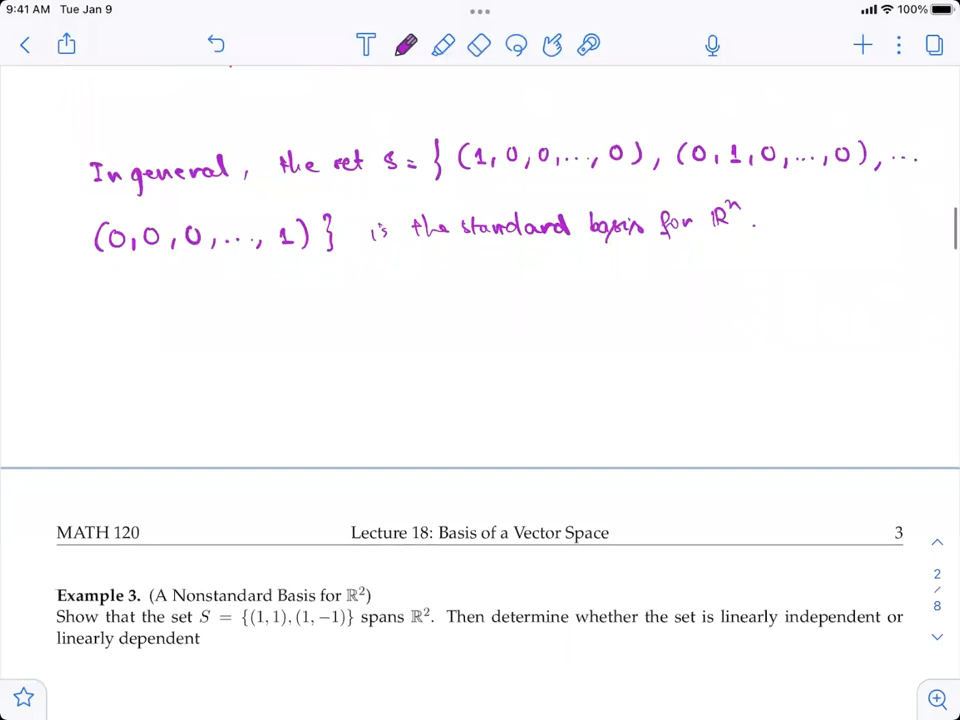 9:41 AM Tue Jan 9
100%
In general, the set S = { (1, 0, 0, ..., 0), (0, 1, 0, ..., 0), ...
(0, 0, 0, ..., 1) } is the standard basis for ℝⁿ.
MATH 120 Lecture 18: Basis of a Vector Space 3
Example 3. (A Nonstandard Basis for ℝ²)
Show that the set S = {(1, 1), (1, −1)} spans ℝ². Then determine whether the set is linearly independent or
linearly dependent
2
/
8